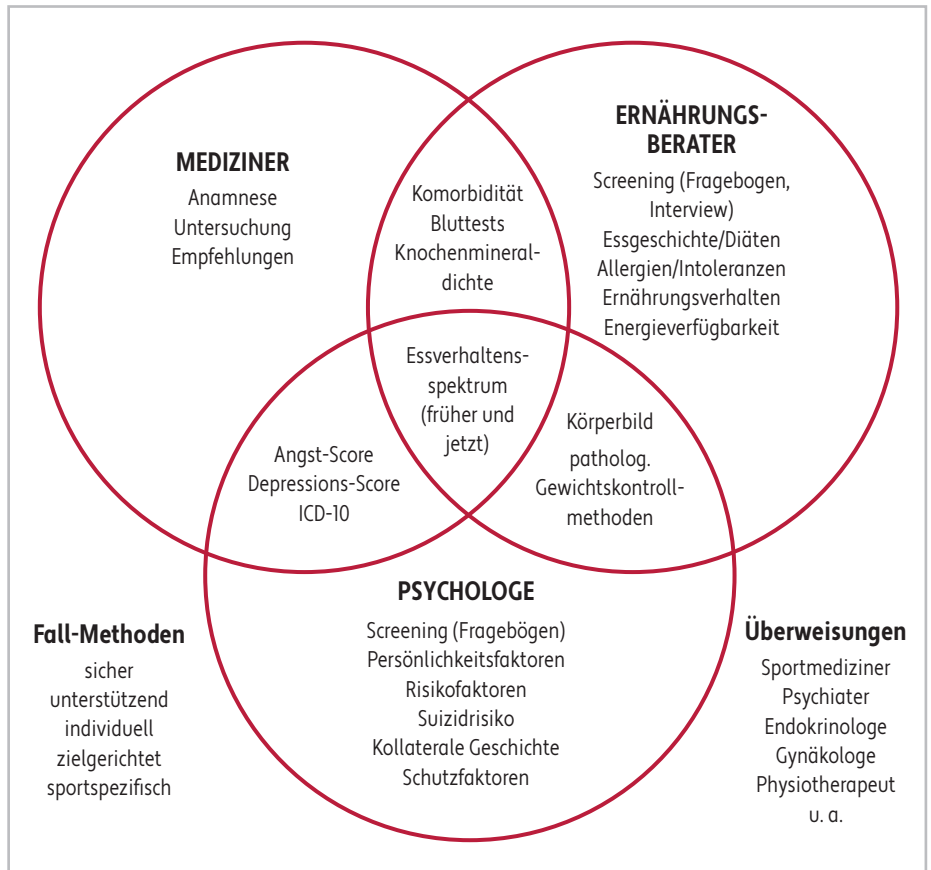 MEDIZINER
Anamnese
Untersuchung
Empfehlungen
Komorbidität
Bluttests
Knochenmineral-
dichte
ERNÄHRUNGS-
BERATER
Screening (Fragebogen,
Interview)
Essgeschichte/Diäten
Allergien/Intoleranzen
Ernährungsverhalten
Energieverfügbarkeit
Essverhaltens-
spektrum
(früher und
jetzt)
Angst-Score
Depressions-Score
ICD-10
Körperbild
patholog.
Gewichtskontroll-
methoden
PSYCHOLOGE
Screening (Fragebögen)
Persönlichkeitsfaktoren
Risikofaktoren
Suizidrisiko
Kollaterale Geschichte
Schutzfaktoren
Fall-Methoden
sicher
unterstützend
individuell
zielgerichtet
sportspezifisch
Überweisungen
Sportmediziner
Psychiater
Endokrinologe
Gynäkologe
Physiotherapeut
u. a.